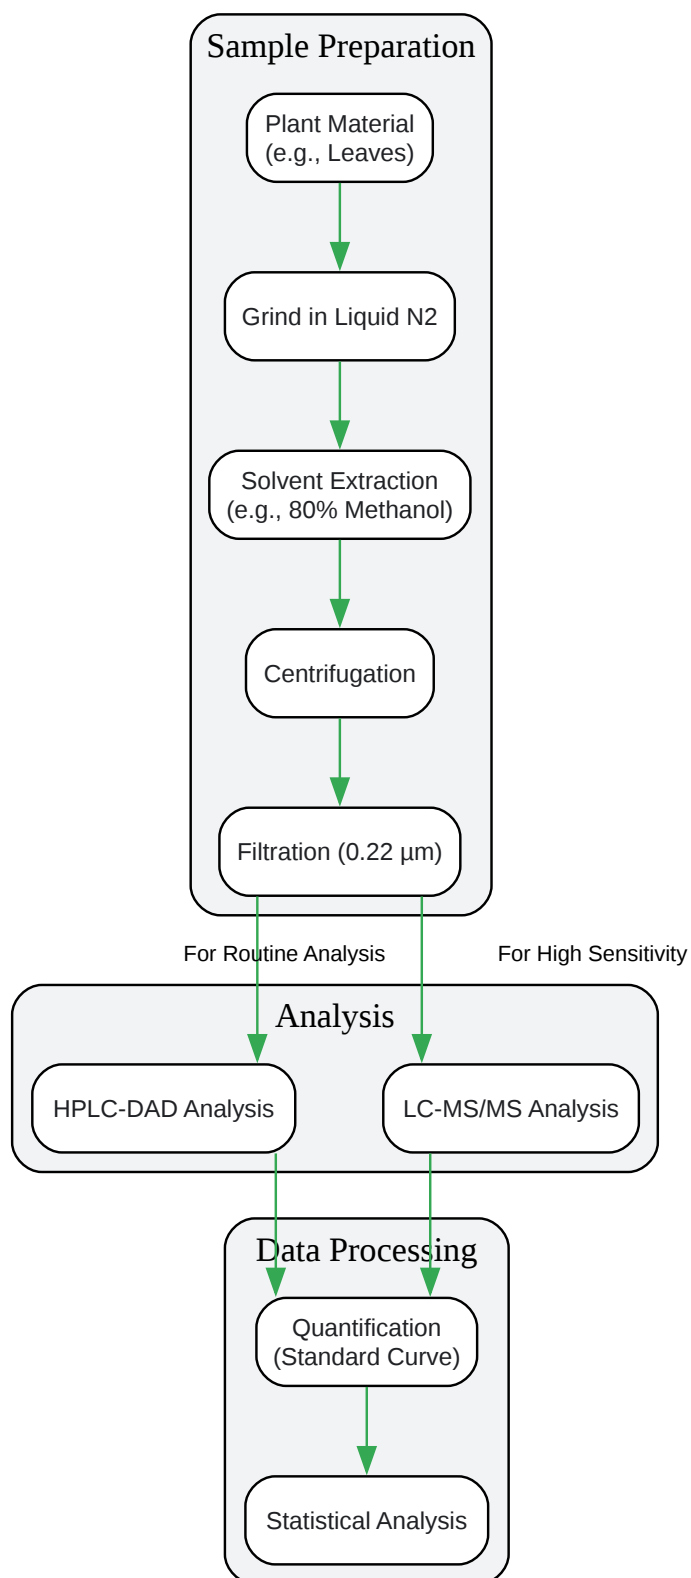 Sample Preparation
Plant Material
(e.g., Leaves)
Grind in Liquid N2
Solvent Extraction
(e.g., 80% Methanol)
Centrifugation
Filtration (0.22 µm)
For Routine Analysis
For High Sensitivity
Analysis
HPLC-DAD Analysis
LC-MS/MS Analysis
Data Processing
Quantification
(Standard Curve)
Statistical Analysis